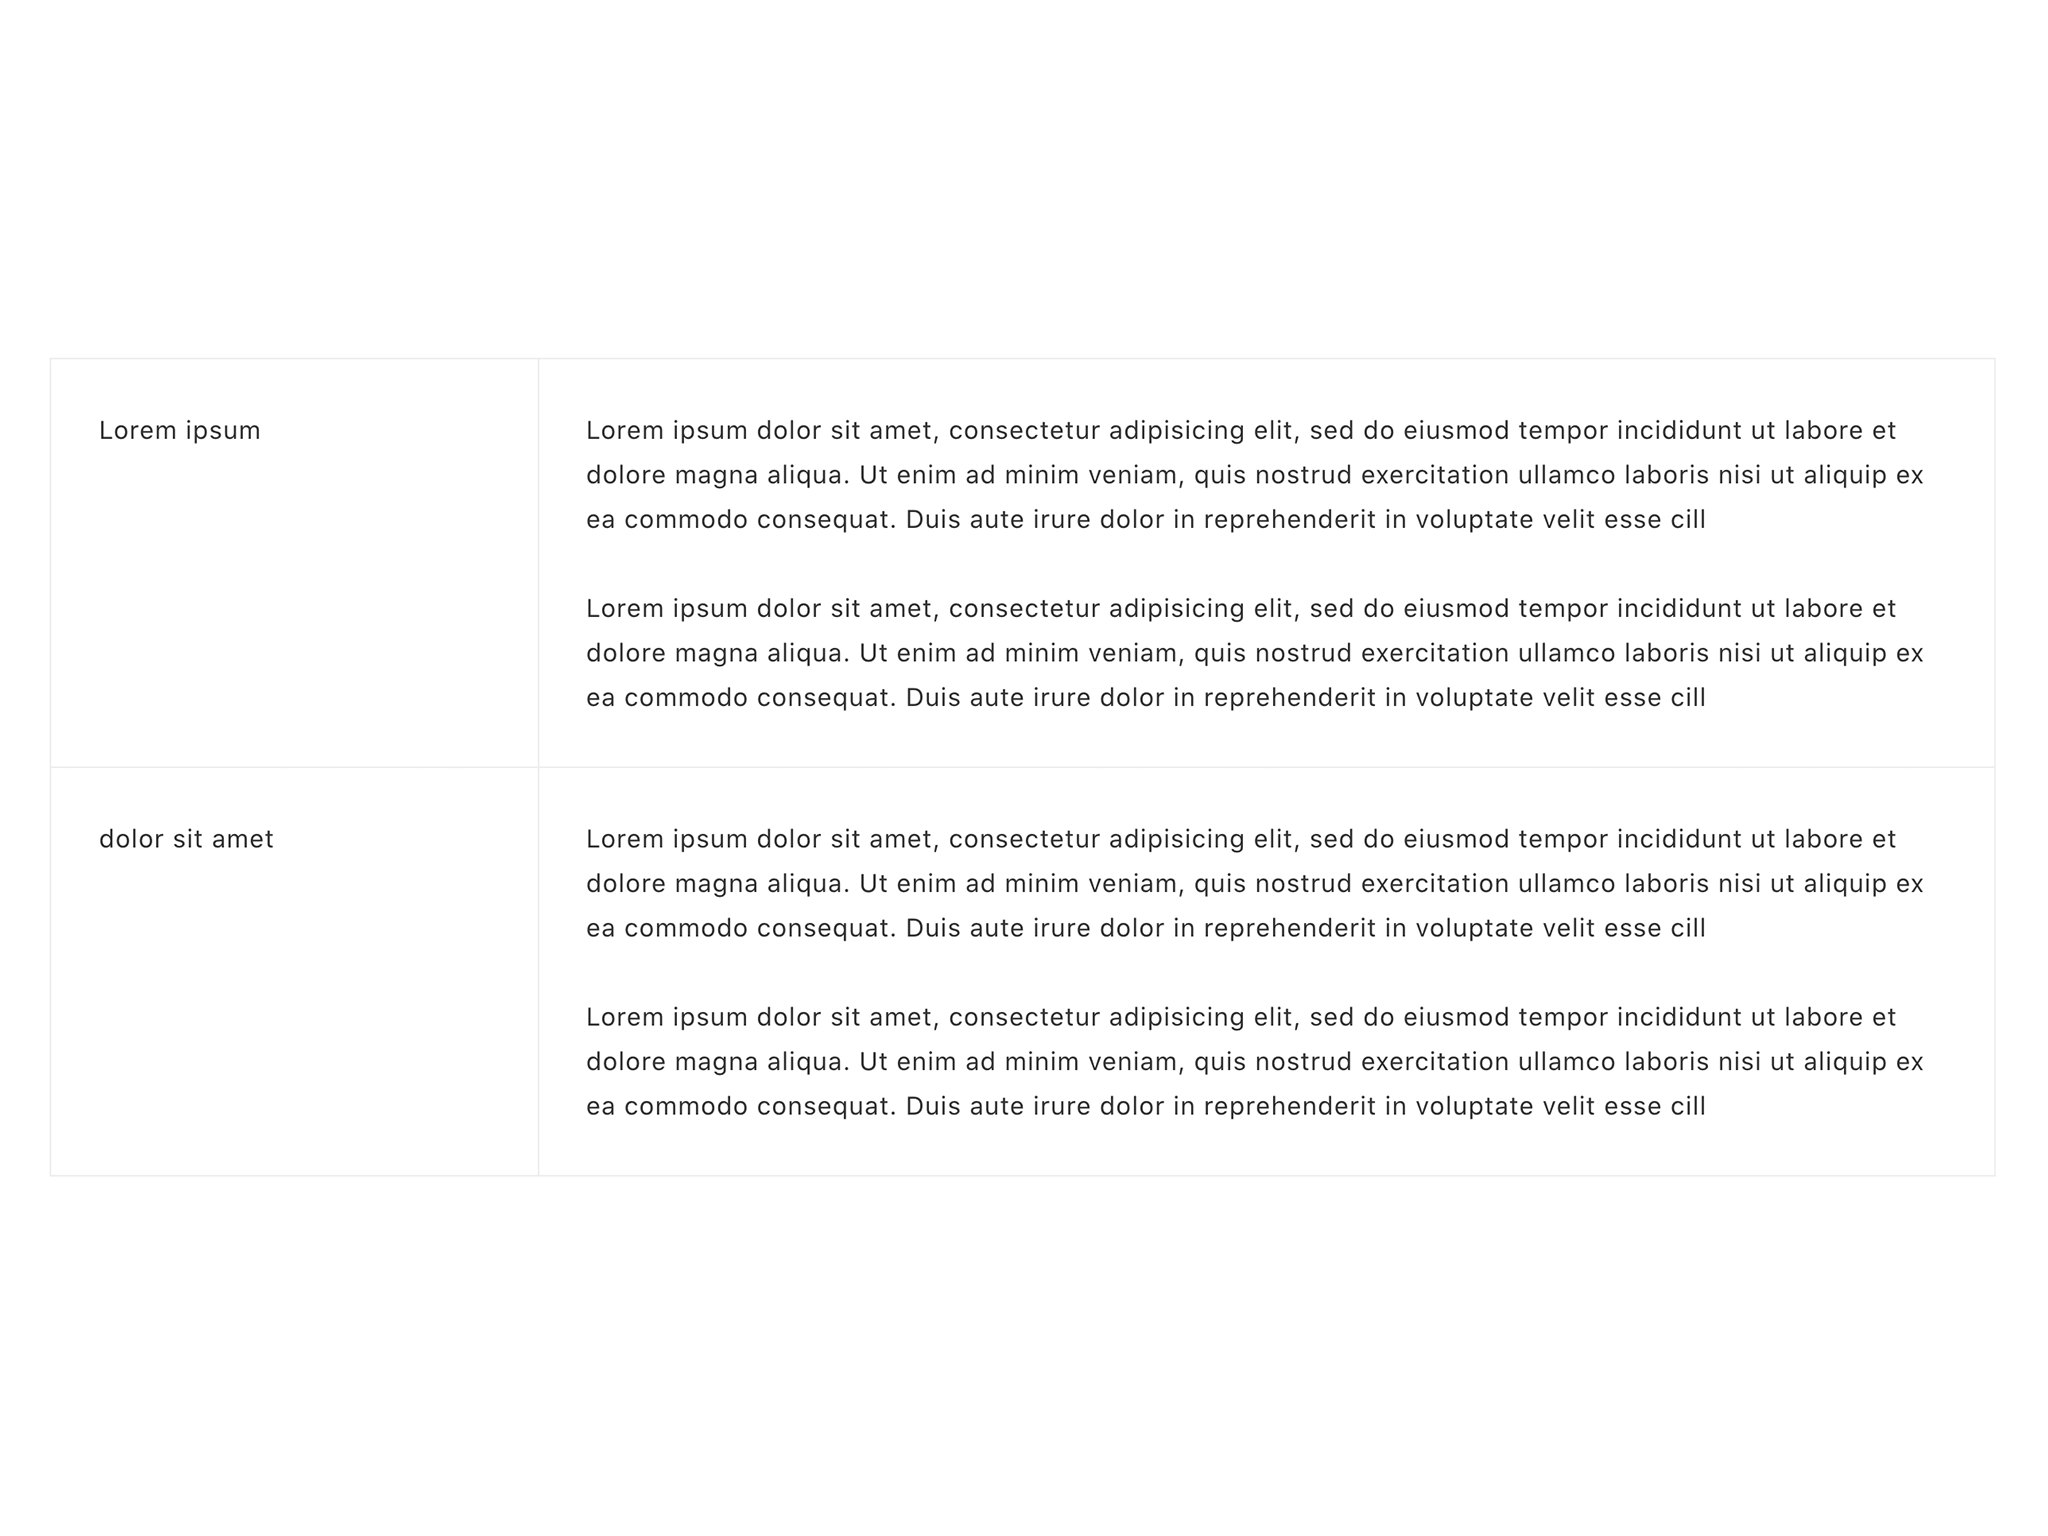 Lorem ipsum
Lorem ipsum dolor sit amet, consectetur adipisicing elit, sed do eiusmod tempor incididunt ut labore et
dolore magna aliqua. Ut enim ad minim veniam, quis nostrud exercitation ullamco laboris nisi ut aliquip ex
ea commodo consequat. Duis aute irure dolor in reprehenderit in voluptate velit esse cill
Lorem ipsum dolor sit amet, consectetur adipisicing elit, sed do eiusmod tempor incididunt ut labore et
dolore magna aliqua. Ut enim ad minim veniam, quis nostrud exercitation ullamco laboris nisi ut aliquip ex
ea commodo consequat. Duis aute irure dolor in reprehenderit in voluptate velit esse cill
dolor sit amet
Lorem ipsum dolor sit amet, consectetur adipisicing elit, sed do eiusmod tempor incididunt ut labore et
dolore magna aliqua. Ut enim ad minim veniam, quis nostrud exercitation ullamco laboris nisi ut aliquip ex
ea commodo consequat. Duis aute irure dolor in reprehenderit in voluptate velit esse cill
Lorem ipsum dolor sit amet, consectetur adipisicing elit, sed do eiusmod tempor incididunt ut labore et
dolore magna aliqua. Ut enim ad minim veniam, quis nostrud exercitation ullamco laboris nisi ut aliquip ex
ea commodo consequat. Duis aute irure dolor in reprehenderit in voluptate velit esse cill